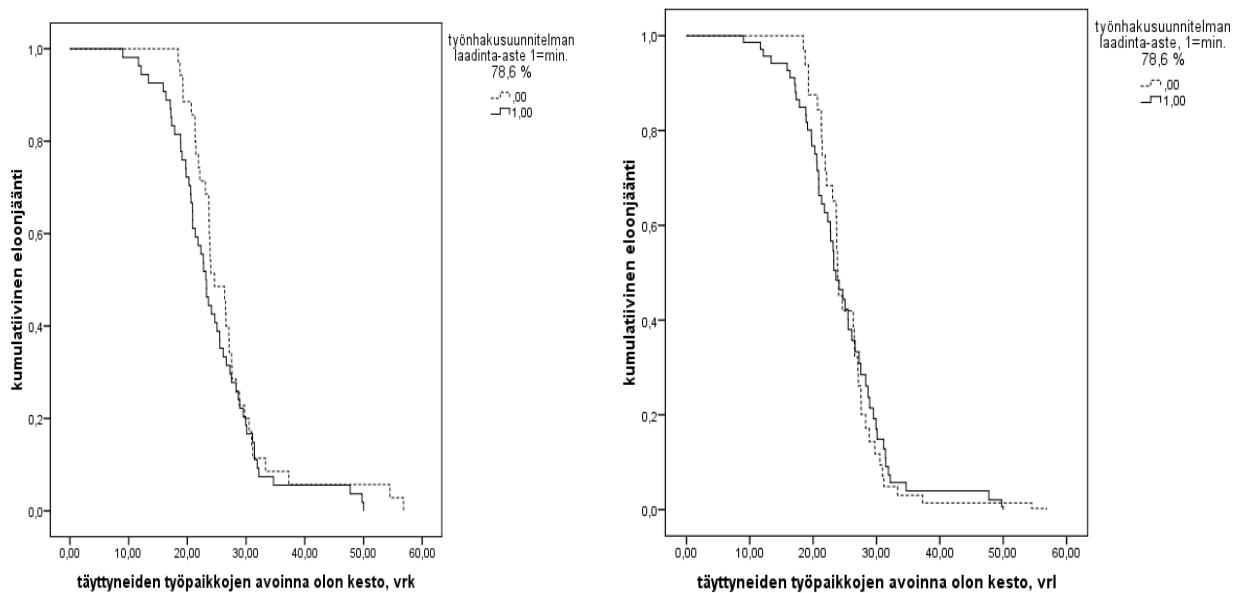 työnhakusuunnitelman
laadinta-aste 1=min.
78,6 %
,00
1,00
1,0
0,8
0,6
0,4
0,2
0,0
kumulatiivinen eloonjäänti
0,00 10,00 20,00 30,00 40,00 50,00 60,00
täyttyneiden työpaikkojen avoinna olon kesto, vrk
työnhakusuunnitelman
laadinta-aste, 1=min.
78,6 %
,00
1,00
1,0
0,8
0,6
0,4
0,2
0,0
kumulatiivinen eloonjäänti
0,00 10,00 20,00 30,00 40,00 50,00 60,00
täyttyneiden työpaikkojen avoinna olon kesto, vrl